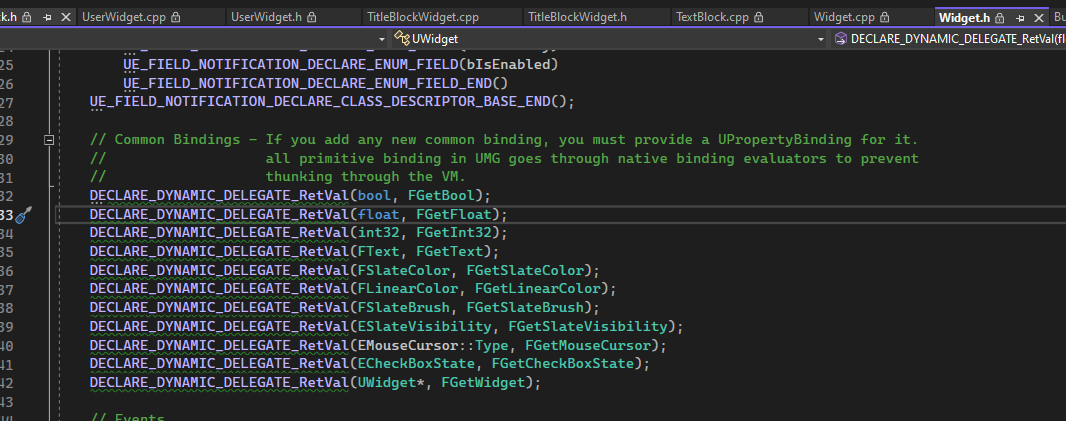 k.h UserWidget.cpp UserWidget.h TitleBlockWidget.cpp TitleBlockWidget.h TextBlock.cpp Widget.cpp Widget.h Bu
UWidget DECLARE_DYNAMIC_DELEGATE_RetVal(fl
25 UE_FIELD_NOTIFICATION_DECLARE_ENUM_FIELD(bIsEnabled)
26 UE_FIELD_NOTIFICATION_DECLARE_ENUM_FIELD_END()
27 UE_FIELD_NOTIFICATION_DECLARE_CLASS_DESCRIPTOR_BASE_END();
28
29 // Common Bindings - If you add any new common binding, you must provide a UPropertyBinding for it.
30 // all primitive binding in UMG goes through native binding evaluators to prevent
31 // thunking through the VM.
32 DECLARE_DYNAMIC_DELEGATE_RetVal(bool, FGetBool);
33 DECLARE_DYNAMIC_DELEGATE_RetVal(float, FGetFloat);
34 DECLARE_DYNAMIC_DELEGATE_RetVal(int32, FGetInt32);
35 DECLARE_DYNAMIC_DELEGATE_RetVal(FText, FGetText);
36 DECLARE_DYNAMIC_DELEGATE_RetVal(FSlateColor, FGetSlateColor);
37 DECLARE_DYNAMIC_DELEGATE_RetVal(FLinearColor, FGetLinearColor);
38 DECLARE_DYNAMIC_DELEGATE_RetVal(FSlateBrush, FGetSlateBrush);
39 DECLARE_DYNAMIC_DELEGATE_RetVal(ESlateVisibility, FGetSlateVisibility);
40 DECLARE_DYNAMIC_DELEGATE_RetVal(EMouseCursor::Type, FGetMouseCursor);
41 DECLARE_DYNAMIC_DELEGATE_RetVal(ECheckBoxState, FGetCheckBoxState);
42 DECLARE_DYNAMIC_DELEGATE_RetVal(UWidget*, FGetWidget);
43
// Events